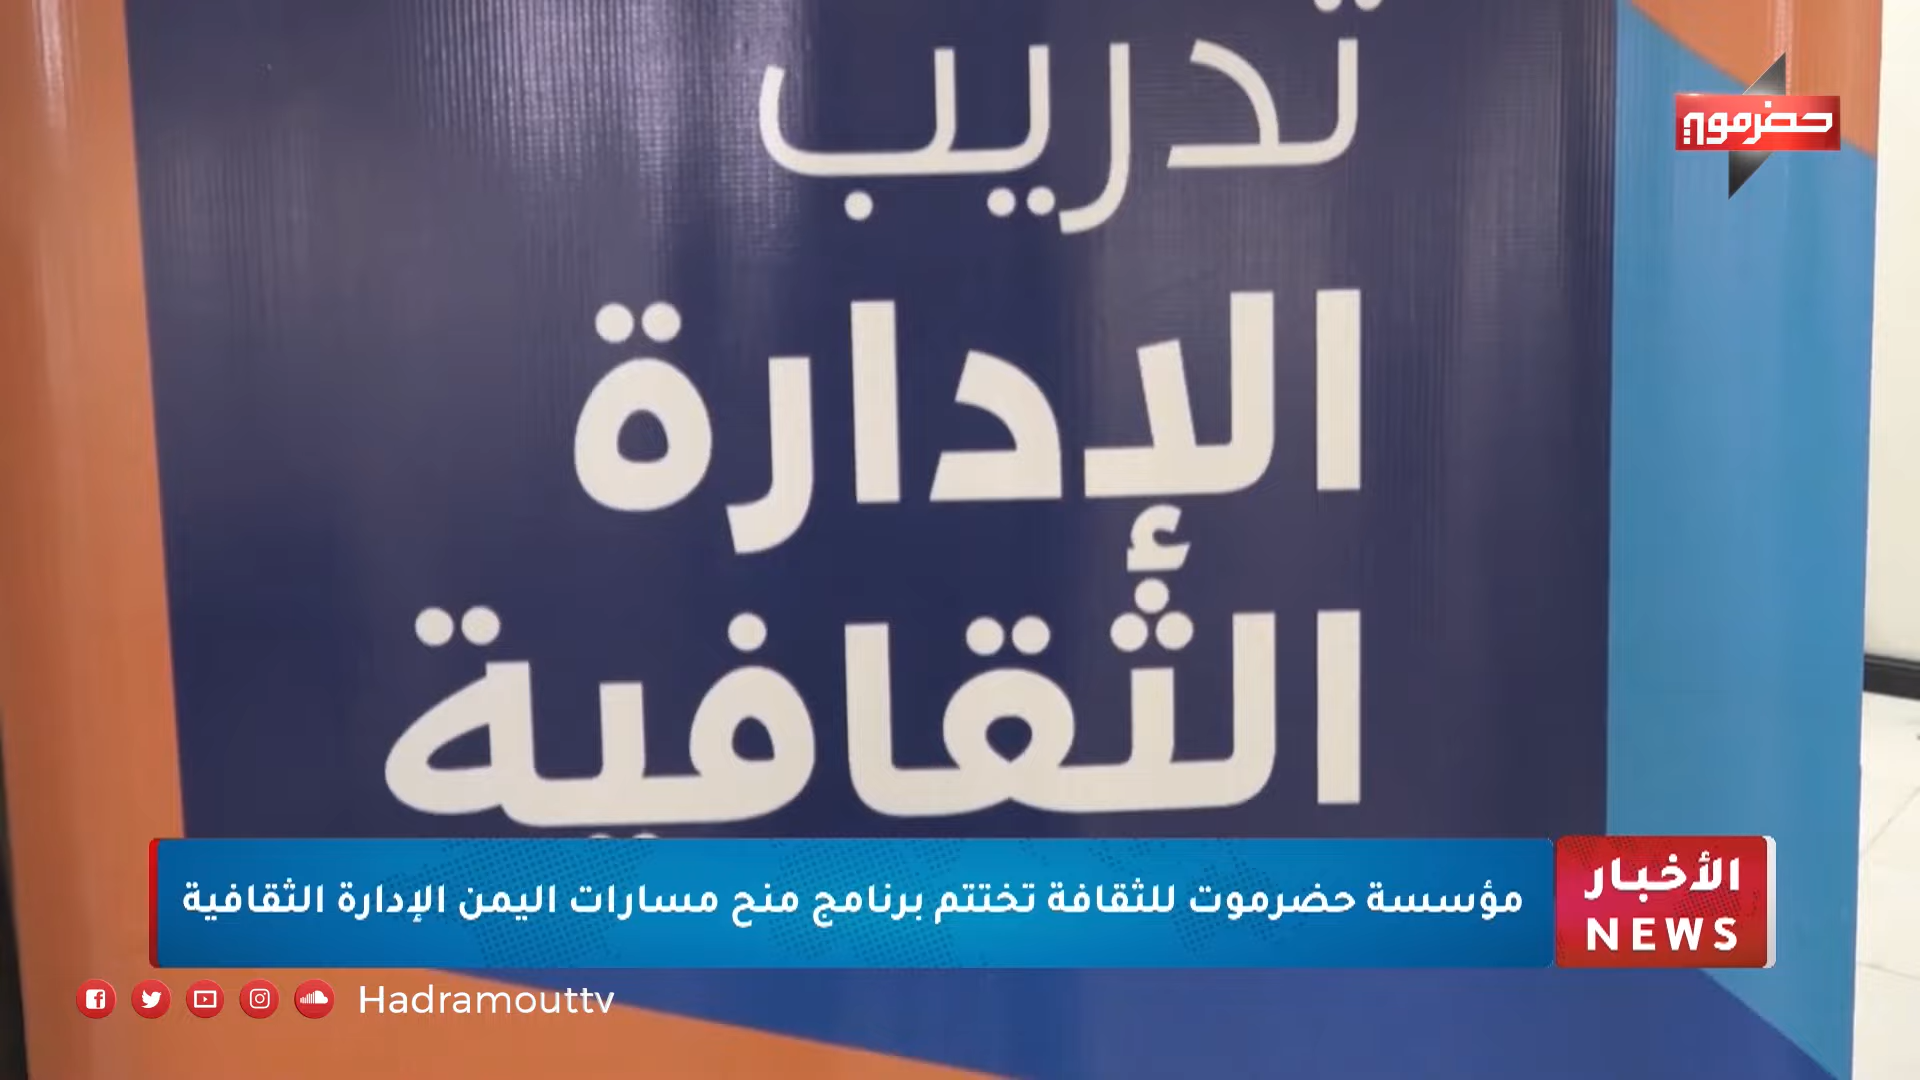 حضرموت
تدريب
الإدارة
الثقافية
الأخبار
NEWS
مؤسسة حضرموت للثقافة تختتم برنامج منح مسارات اليمن الإدارة الثقافية
Hadramouttv